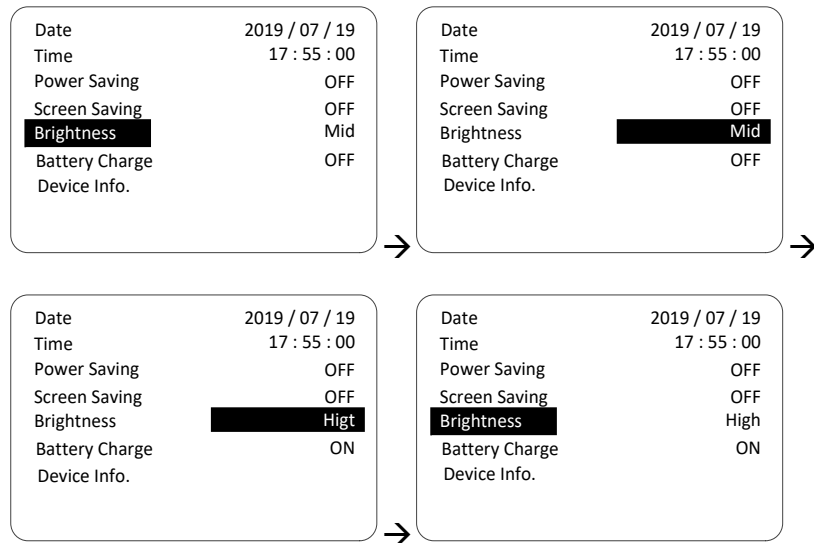 Date 2019 / 07 / 19
Time 17 : 55 : 00
Power Saving OFF
Screen Saving OFF
Brightness Mid
Battery Charge OFF
Device Info.
→
Date 2019 / 07 / 19
Time 17 : 55 : 00
Power Saving OFF
Screen Saving OFF
Brightness Mid
Battery Charge OFF
Device Info.
→
Date 2019 / 07 / 19
Time 17 : 55 : 00
Power Saving OFF
Screen Saving OFF
Brightness Higt
Battery Charge ON
Device Info.
→
Date 2019 / 07 / 19
Time 17 : 55 : 00
Power Saving OFF
Screen Saving OFF
Brightness High
Battery Charge ON
Device Info.